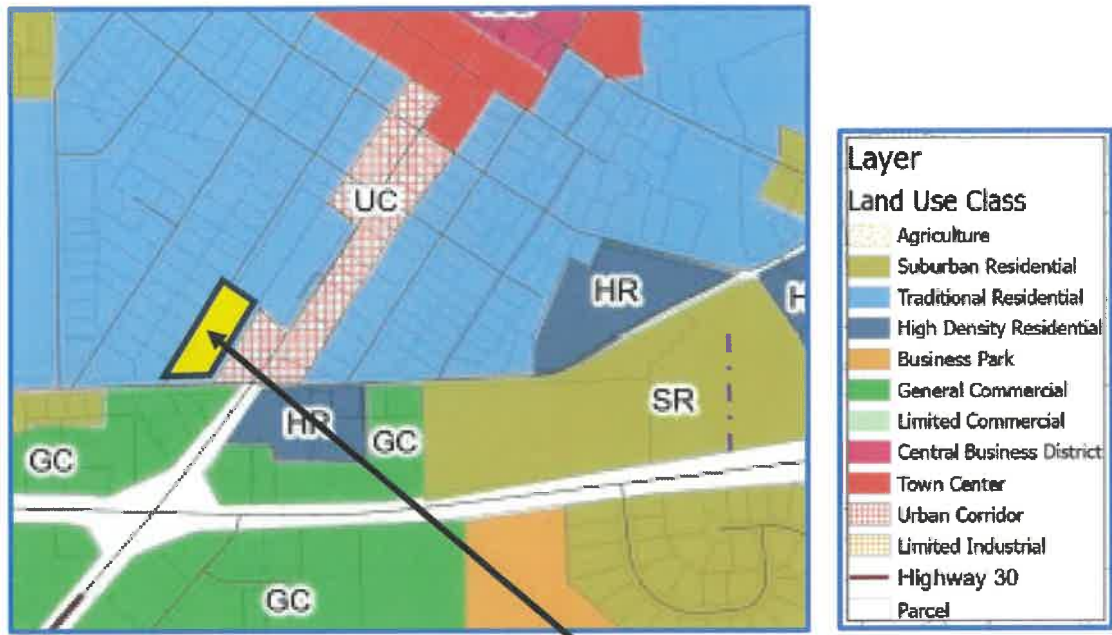 UC
HR
H
SR
HR
GC
GC
GC
Layer
Land Use Class
Agriculture
Suburban Residential
Traditional Residential
High Density Residential
Business Park
General Commercial
Limited Commercial
Central Business District
Town Center
Urban Corridor
Limited Industrial
Highway 30
Parcel